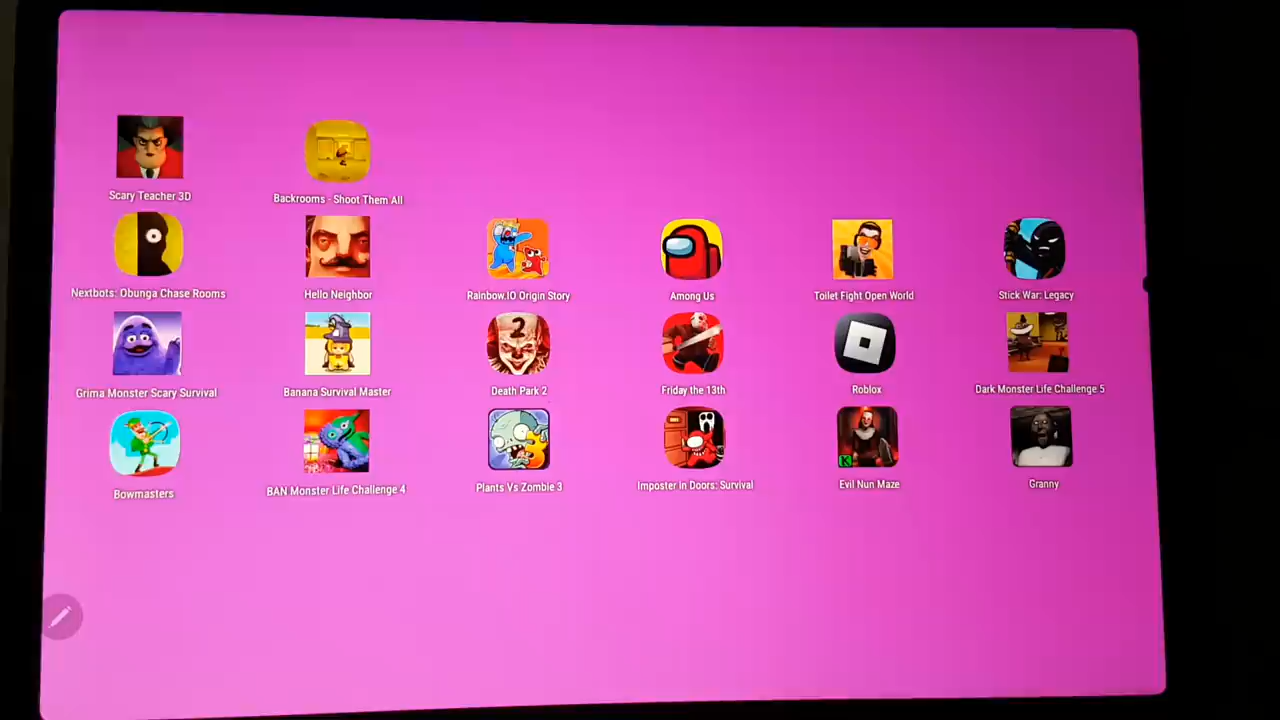 Scary Teacher 3D
Backrooms - Shoot Them All
Nextbots: Obunga Chase Rooms
Hello Neighbor
Rainbow.IO Origin Story
Among Us
Toilet Fight Open World
Stick War: Legacy
Grima Monster Scary Survival
Banana Survival Master
2
Death Park 2
Friday the 13th
Roblox
Dark Monster Life Challenge 5
Bowmasters
BAN Monster Life Challenge 4
3
Plants Vs Zombie 3
Imposter in Doors: Survival
K
Evil Nun Maze
Granny